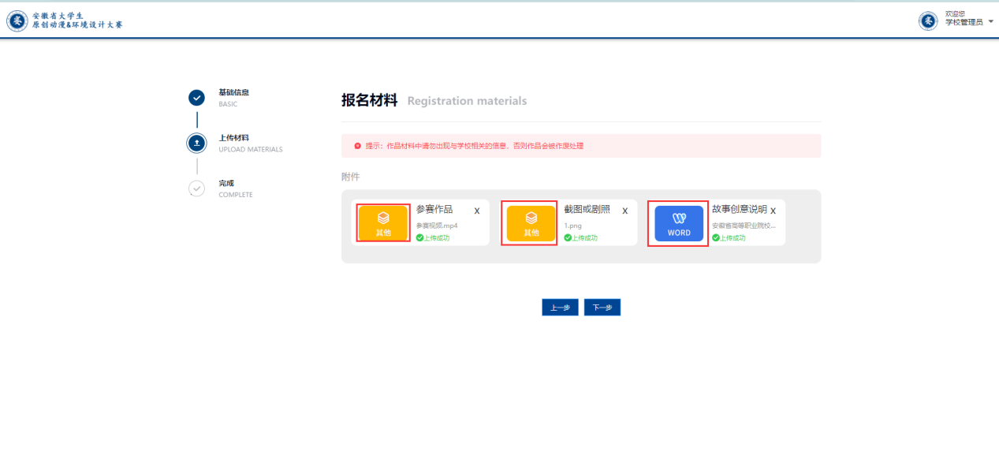 安徽省大学生
原创动漫&环境设计大赛
欢迎您
学校管理员
基础信息
BASIC
上传材料
UPLOAD MATERIALS
完成
COMPLETE
报名材料 Registration materials
提示：作品材料中请勿出现与学校相关的信息，否则作品会被作废处理
附件
其他
参赛作品 X
参赛视频.mp4
上传成功
其他
截图或剧照 X
1.png
上传成功
WORD
故事创意说明 X
安徽省高等职业院校...
上传成功
上一步
下一步